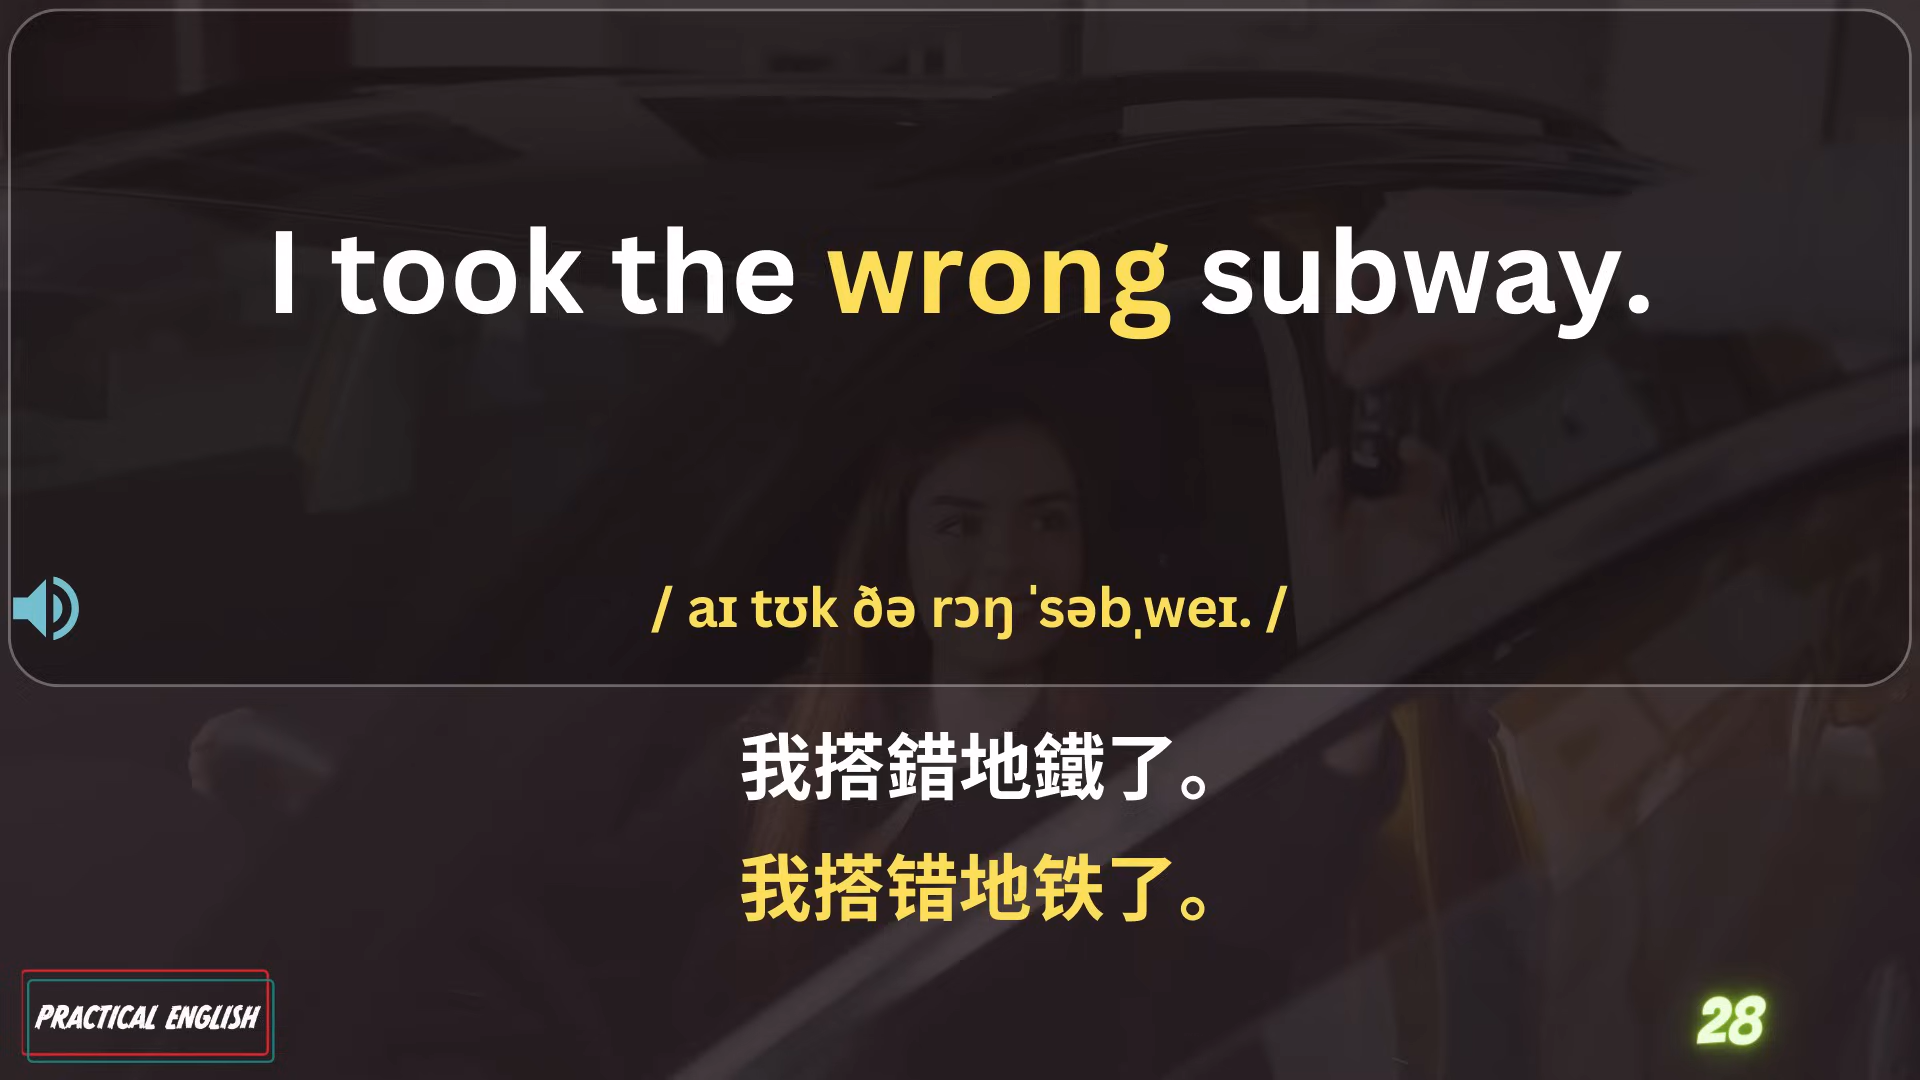 I took the wrong subway.
/ aɪ tʊk ðə rɔŋ ˈsəbˌweɪ. /
我搭錯地鐵了。
我搭错地铁了。
PRACTICAL ENGLISH
28